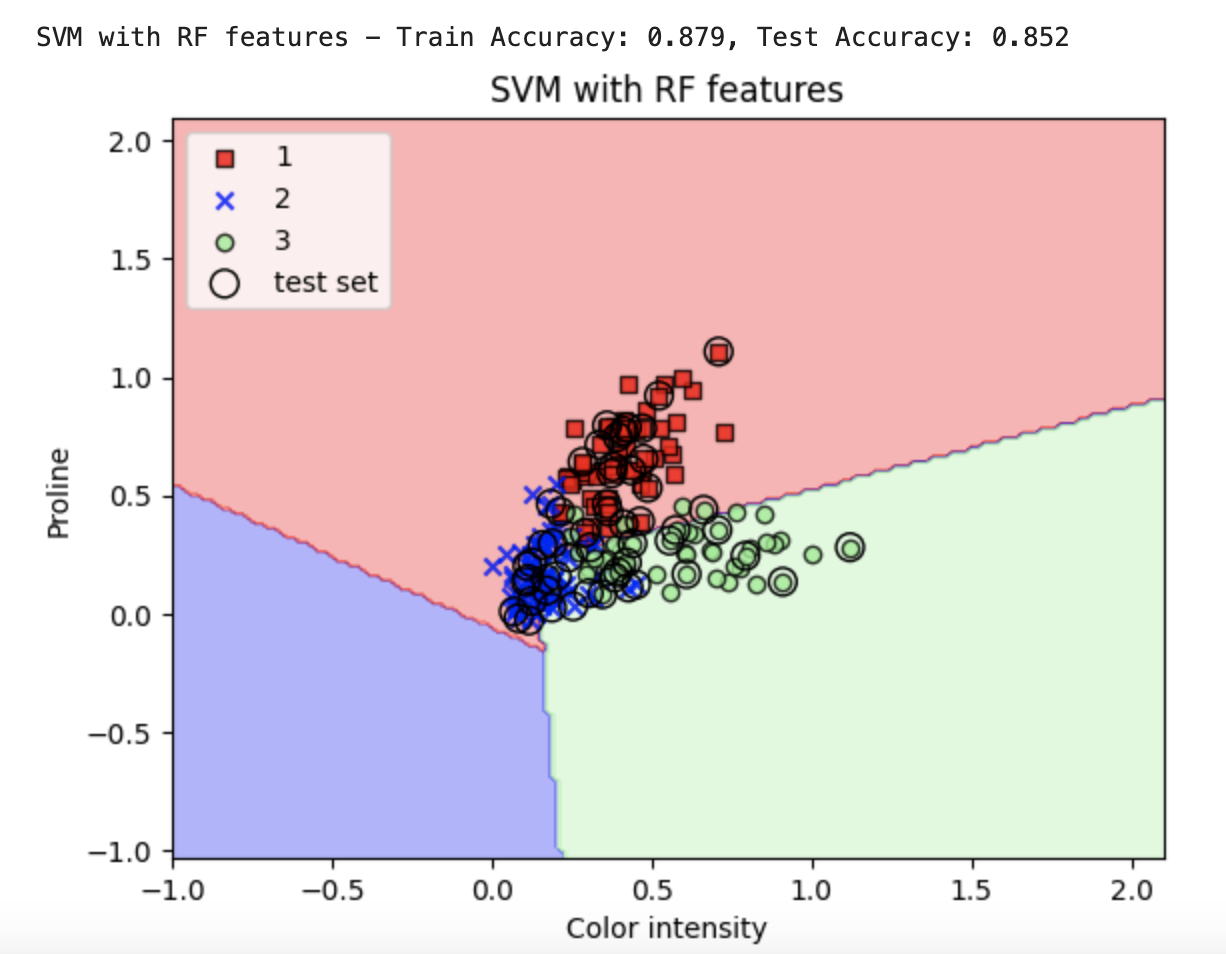 SVM with RF features – Train Accuracy: 0.879, Test Accuracy: 0.852
SVM with RF features
1
2
3
test set
2.0
1.5
1.0
0.5
0.0
−0.5
−1.0
Proline
−1.0 −0.5 0.0 0.5 1.0 1.5 2.0
Color intensity